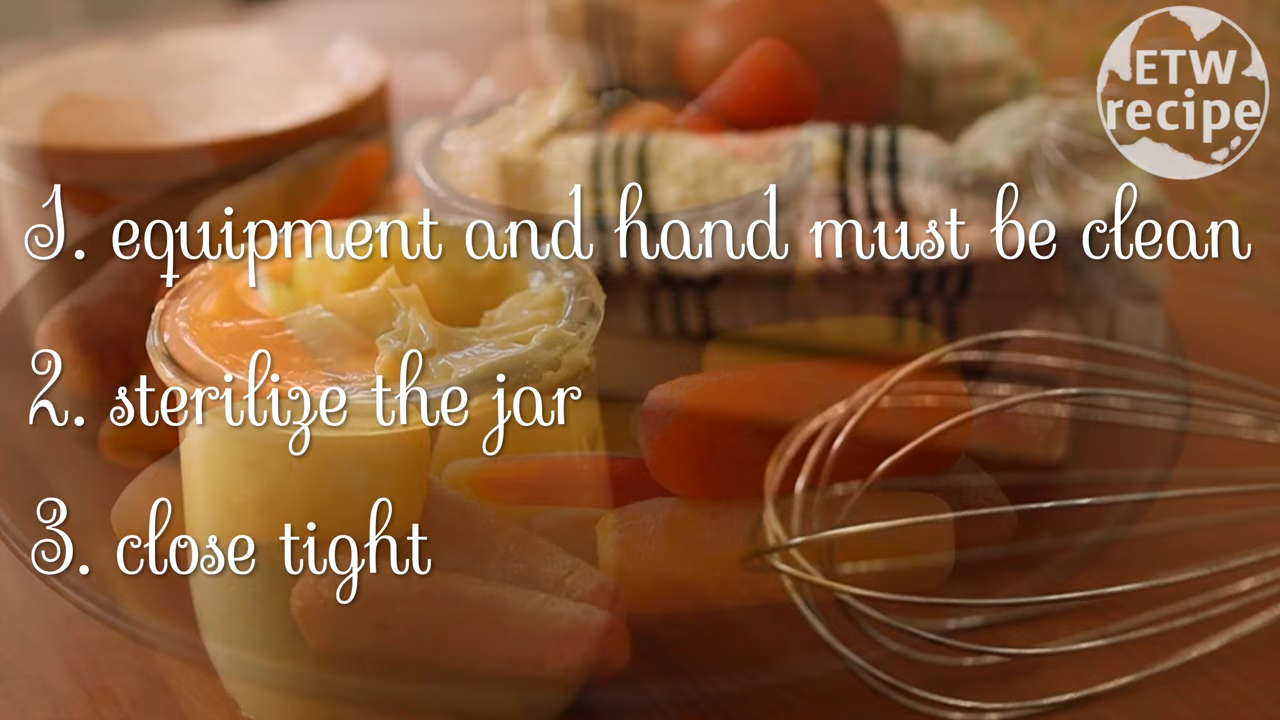 ETW
recipe
1. equipment and hand must be clean
2. sterilize the jar
3. close tight